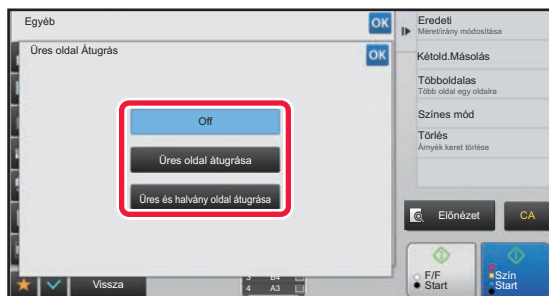 Egyéb
OK
Üres oldal Átugrás
OK
Off
Üres oldal átugrása
Üres és halvány oldal átugrása
Vissza
3 B4
4 A3
Eredeti
Méret/irány módosítása
Kétold.Másolás
Többoldalas
Több oldal egy oldalra
Színes mód
Törlés
Árnyék keret törlése
Előnézet
CA
F/F
Start
Szín
Start